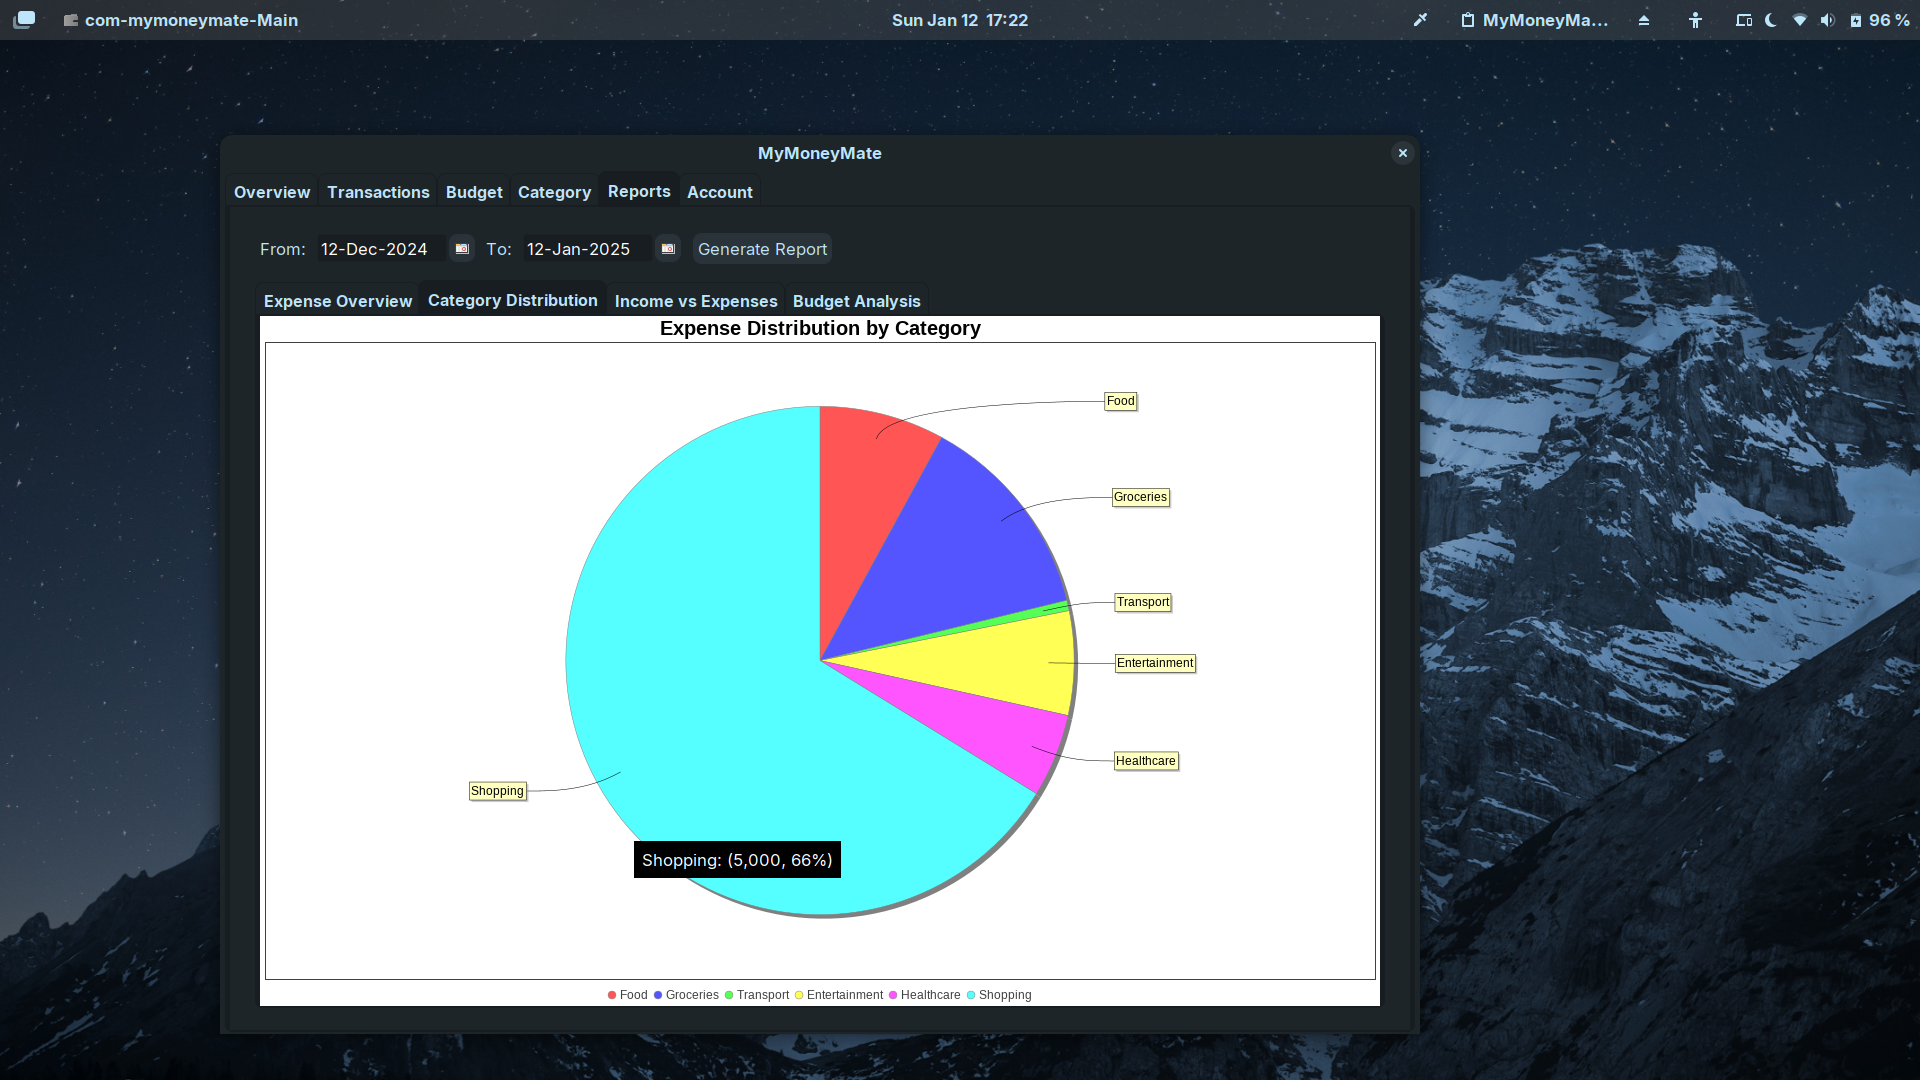 com-mymoneymate-Main
Sun Jan 12 17:22
MyMoneyMa...
96 %
MyMoneyMate
Overview Transactions Budget Category Reports Account
From: 12-Dec-2024 To: 12-Jan-2025 Generate Report
Expense Overview Category Distribution Income vs Expenses Budget Analysis
Expense Distribution by Category
Food
Groceries
Transport
Entertainment
Healthcare
Shopping
Shopping: (5,000, 66%)
Food Groceries Transport Entertainment Healthcare Shopping